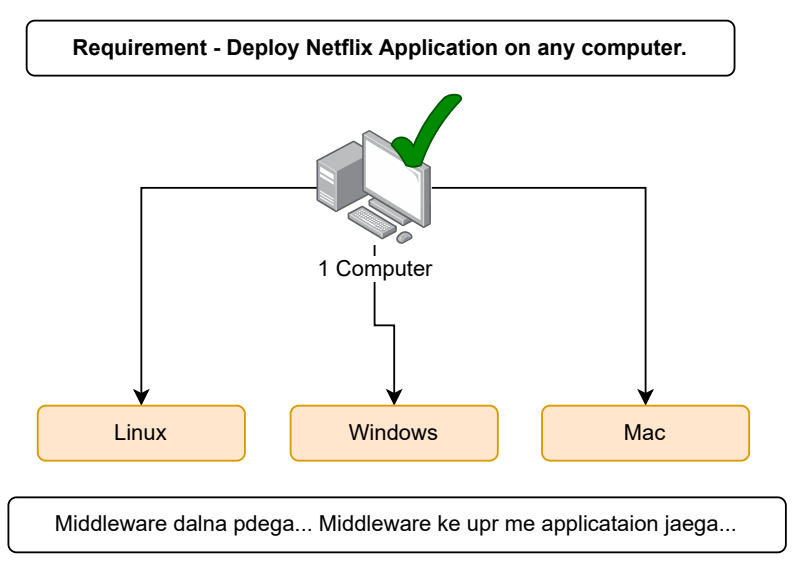 Requirement - Deploy Netflix Application on any computer.
1 Computer
Linux
Windows
Mac
Middleware dalna pdega... Middleware ke upr me applicataion jaega...